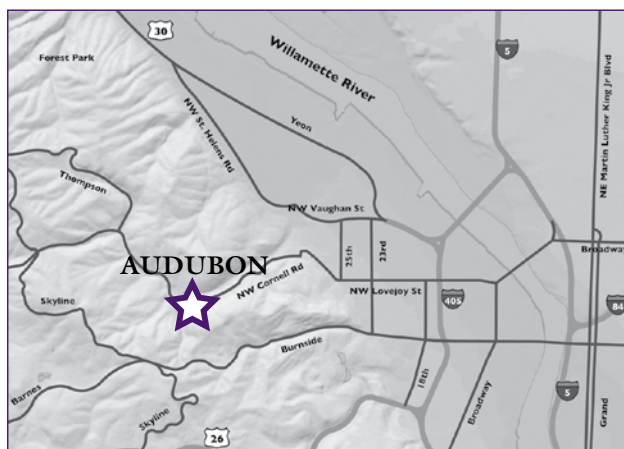 30
5
Forest Park
Willamette River
NE Martin Luther King Jr Blvd
NW St. Helens Rd
Yeon
Thompson
NW Vaughan St
25th
23rd
Broadway
AUDUBON
NW Cornell Rd
NW Lovejoy St
Skyline
405
84
Burnside
18th
Broadway
Barnes
Skyline
5
Grand
26